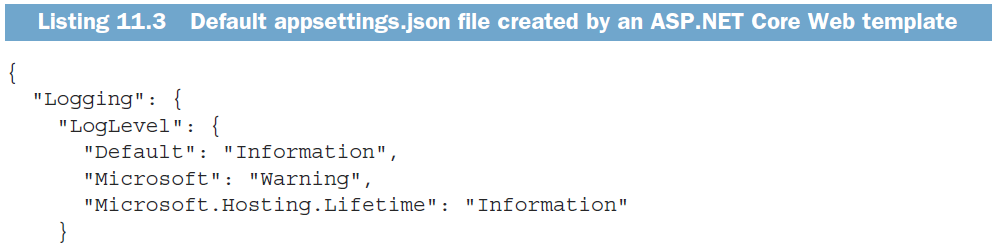 Listing 11.3 Default appsettings.json file created by an ASP.NET Core Web template
{
"Logging": {
"LogLevel": {
"Default": "Information",
"Microsoft": "Warning",
"Microsoft.Hosting.Lifetime": "Information"
}